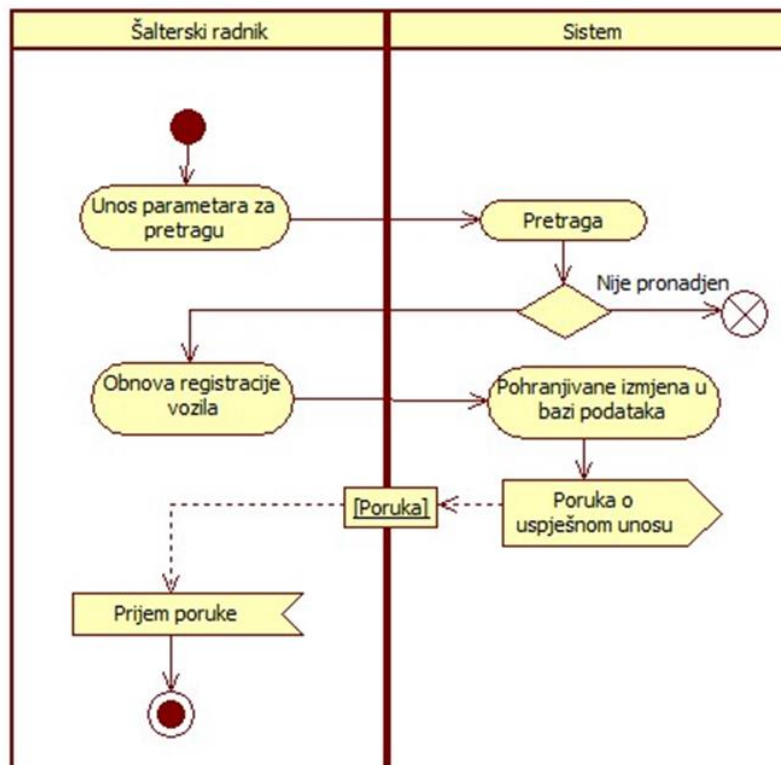 Šalterski radnik
Sistem
Unos parametara za
pretragu
Pretraga
Nije pronadjen
Obnova registracije
vozila
Pohranjivane izmjena u
bazi podataka
[Poruka]
Poruka o
uspješnom unosu
Prijem poruke